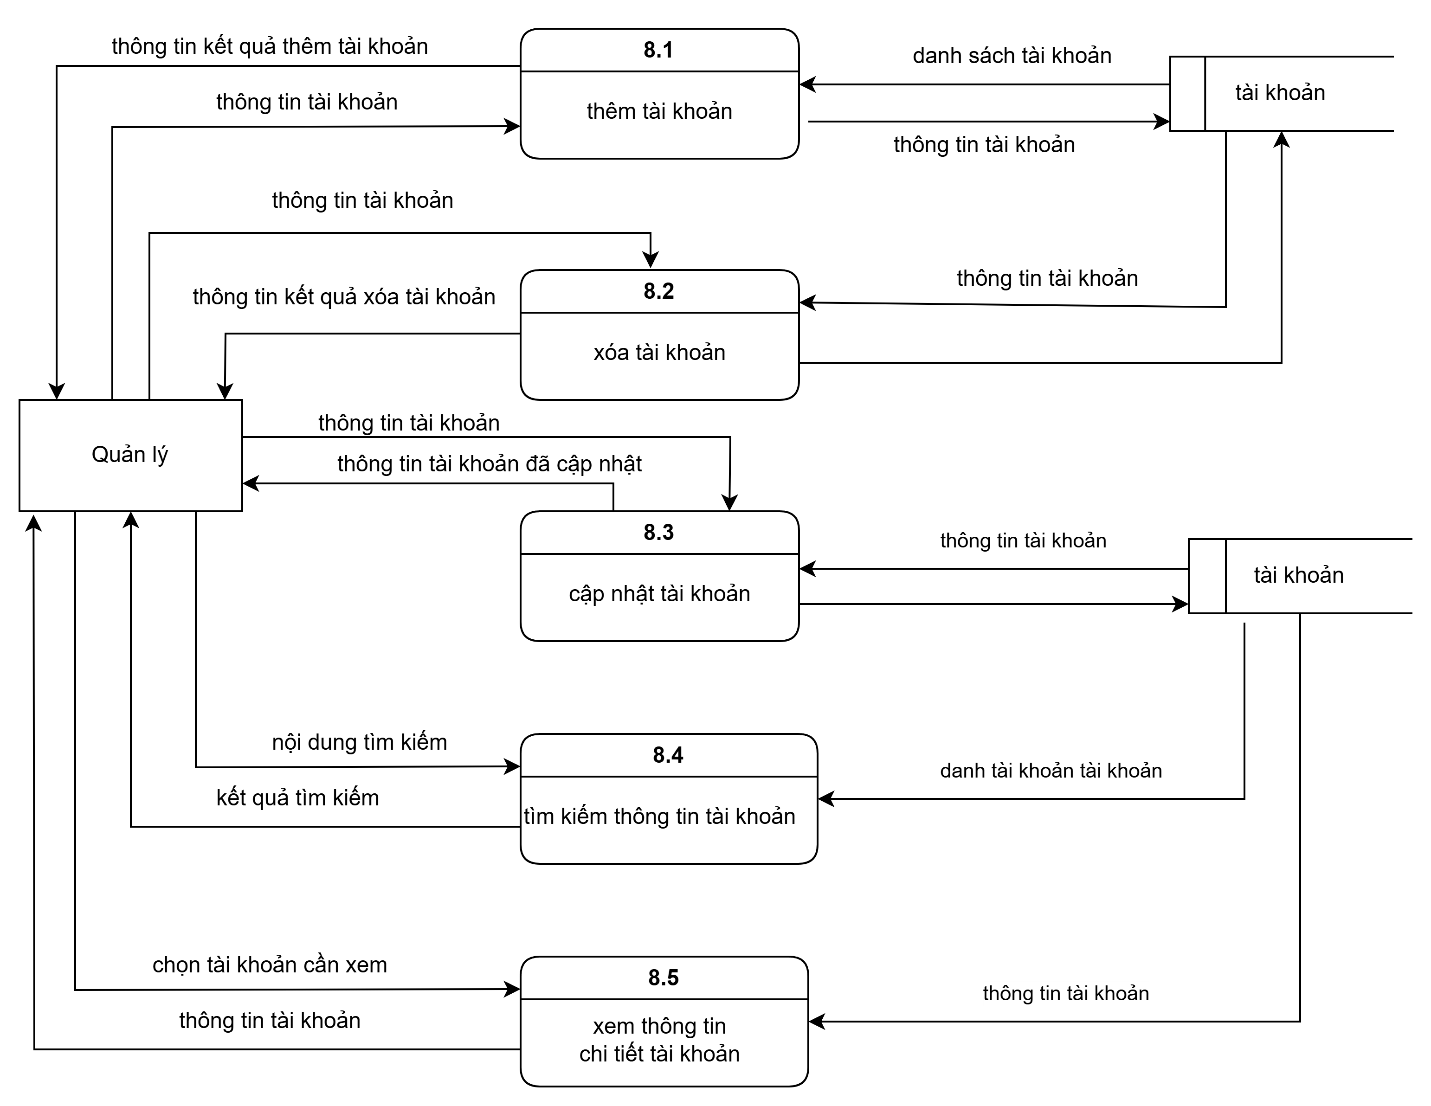 thông tin kết quả thêm tài khoản
8.1
danh sách tài khoản
thông tin tài khoản
thêm tài khoản
tài khoản
thông tin tài khoản
thông tin tài khoản
thông tin kết quả xóa tài khoản
8.2
thông tin tài khoản
xóa tài khoản
thông tin tài khoản
Quản lý
thông tin tài khoản đã cập nhật
8.3
thông tin tài khoản
cập nhật tài khoản
tài khoản
nội dung tìm kiếm
8.4
danh tài khoản tài khoản
kết quả tìm kiếm
tìm kiếm thông tin tài khoản
chọn tài khoản cần xem
8.5
thông tin tài khoản
thông tin tài khoản
xem thông tin
chi tiết tài khoản